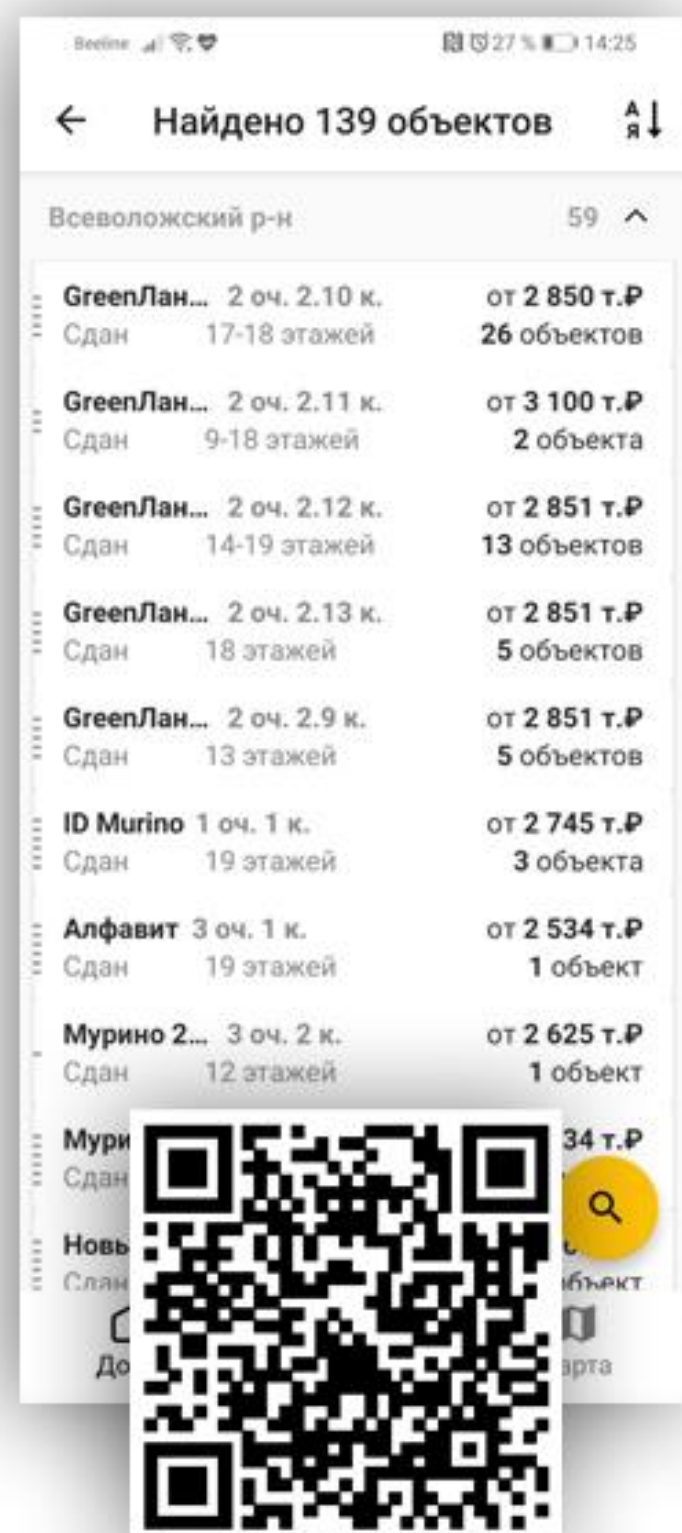 Beeline 27 % 14:25
Найдено 139 объектов А Я
Всеволожский р-н 59
GreenЛан... 2 оч. 2.10 к. от 2 850 т.₽
Сдан 17-18 этажей 26 объектов
GreenЛан... 2 оч. 2.11 к. от 3 100 т.₽
Сдан 9-18 этажей 2 объекта
GreenЛан... 2 оч. 2.12 к. от 2 851 т.₽
Сдан 14-19 этажей 13 объектов
GreenЛан... 2 оч. 2.13 к. от 2 851 т.₽
Сдан 18 этажей 5 объектов
GreenЛан... 2 оч. 2.9 к. от 2 851 т.₽
Сдан 13 этажей 5 объектов
ID Murino 1 оч. 1 к. от 2 745 т.₽
Сдан 19 этажей 3 объекта
Алфавит 3 оч. 1 к. от 2 534 т.₽
Сдан 19 этажей 1 объект
Мурино 2... 3 оч. 2 к. от 2 625 т.₽
Сдан 12 этажей 1 объект
Мури 34 т.₽
Сдан
Новы